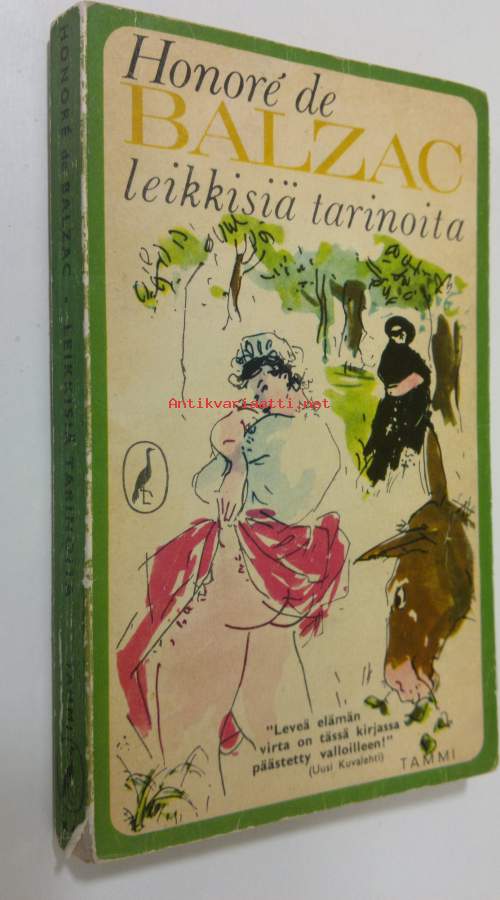 Honoré de
BALZAC
leikkisiä tarinoita
Antikvariaatti.net
"Leveä elämän
virta on tässä kirjassa
päästetty valloilleen!"
(Uusi Kuvalehti)
TAMMI
HONORÉ de BALZAC • LEIKKISIÄ TARINOITA TAMMI